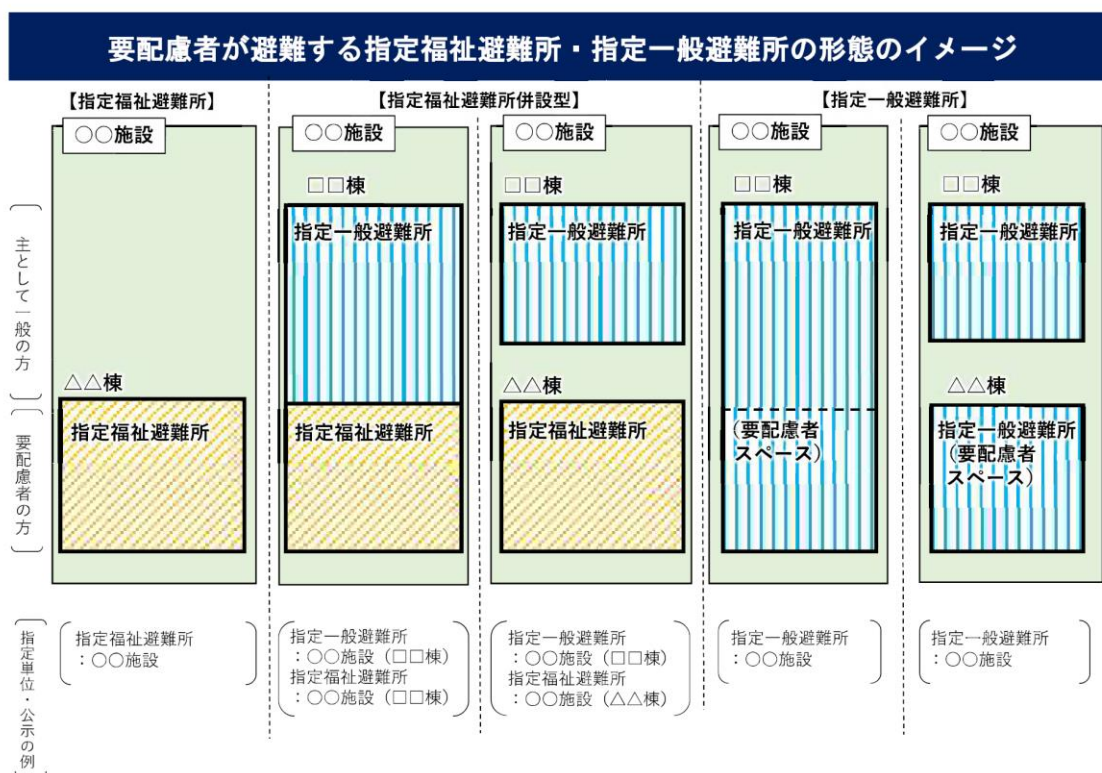 要配慮者が避難する指定福祉避難所・指定一般避難所の形態のイメージ
【指定福祉避難所】
【指定福祉避難所併設型】
【指定一般避難所】
主として一般の方
要配慮者の方
指定単位・公示の例
○○施設
△△棟
指定福祉避難所
指定福祉避難所
：○○施設
○○施設
□□棟
指定一般避難所
指定福祉避難所
指定一般避難所
：○○施設（□□棟）
指定福祉避難所
：○○施設（□□棟）
○○施設
□□棟
指定一般避難所
△△棟
指定福祉避難所
指定一般避難所
：○○施設（□□棟）
指定福祉避難所
：○○施設（△△棟）
○○施設
□□棟
指定一般避難所
（要配慮者
スペース）
指定一般避難所
：○○施設
○○施設
□□棟
指定一般避難所
△△棟
指定一般避難所
（要配慮者
スペース）
指定一般避難所
：○○施設